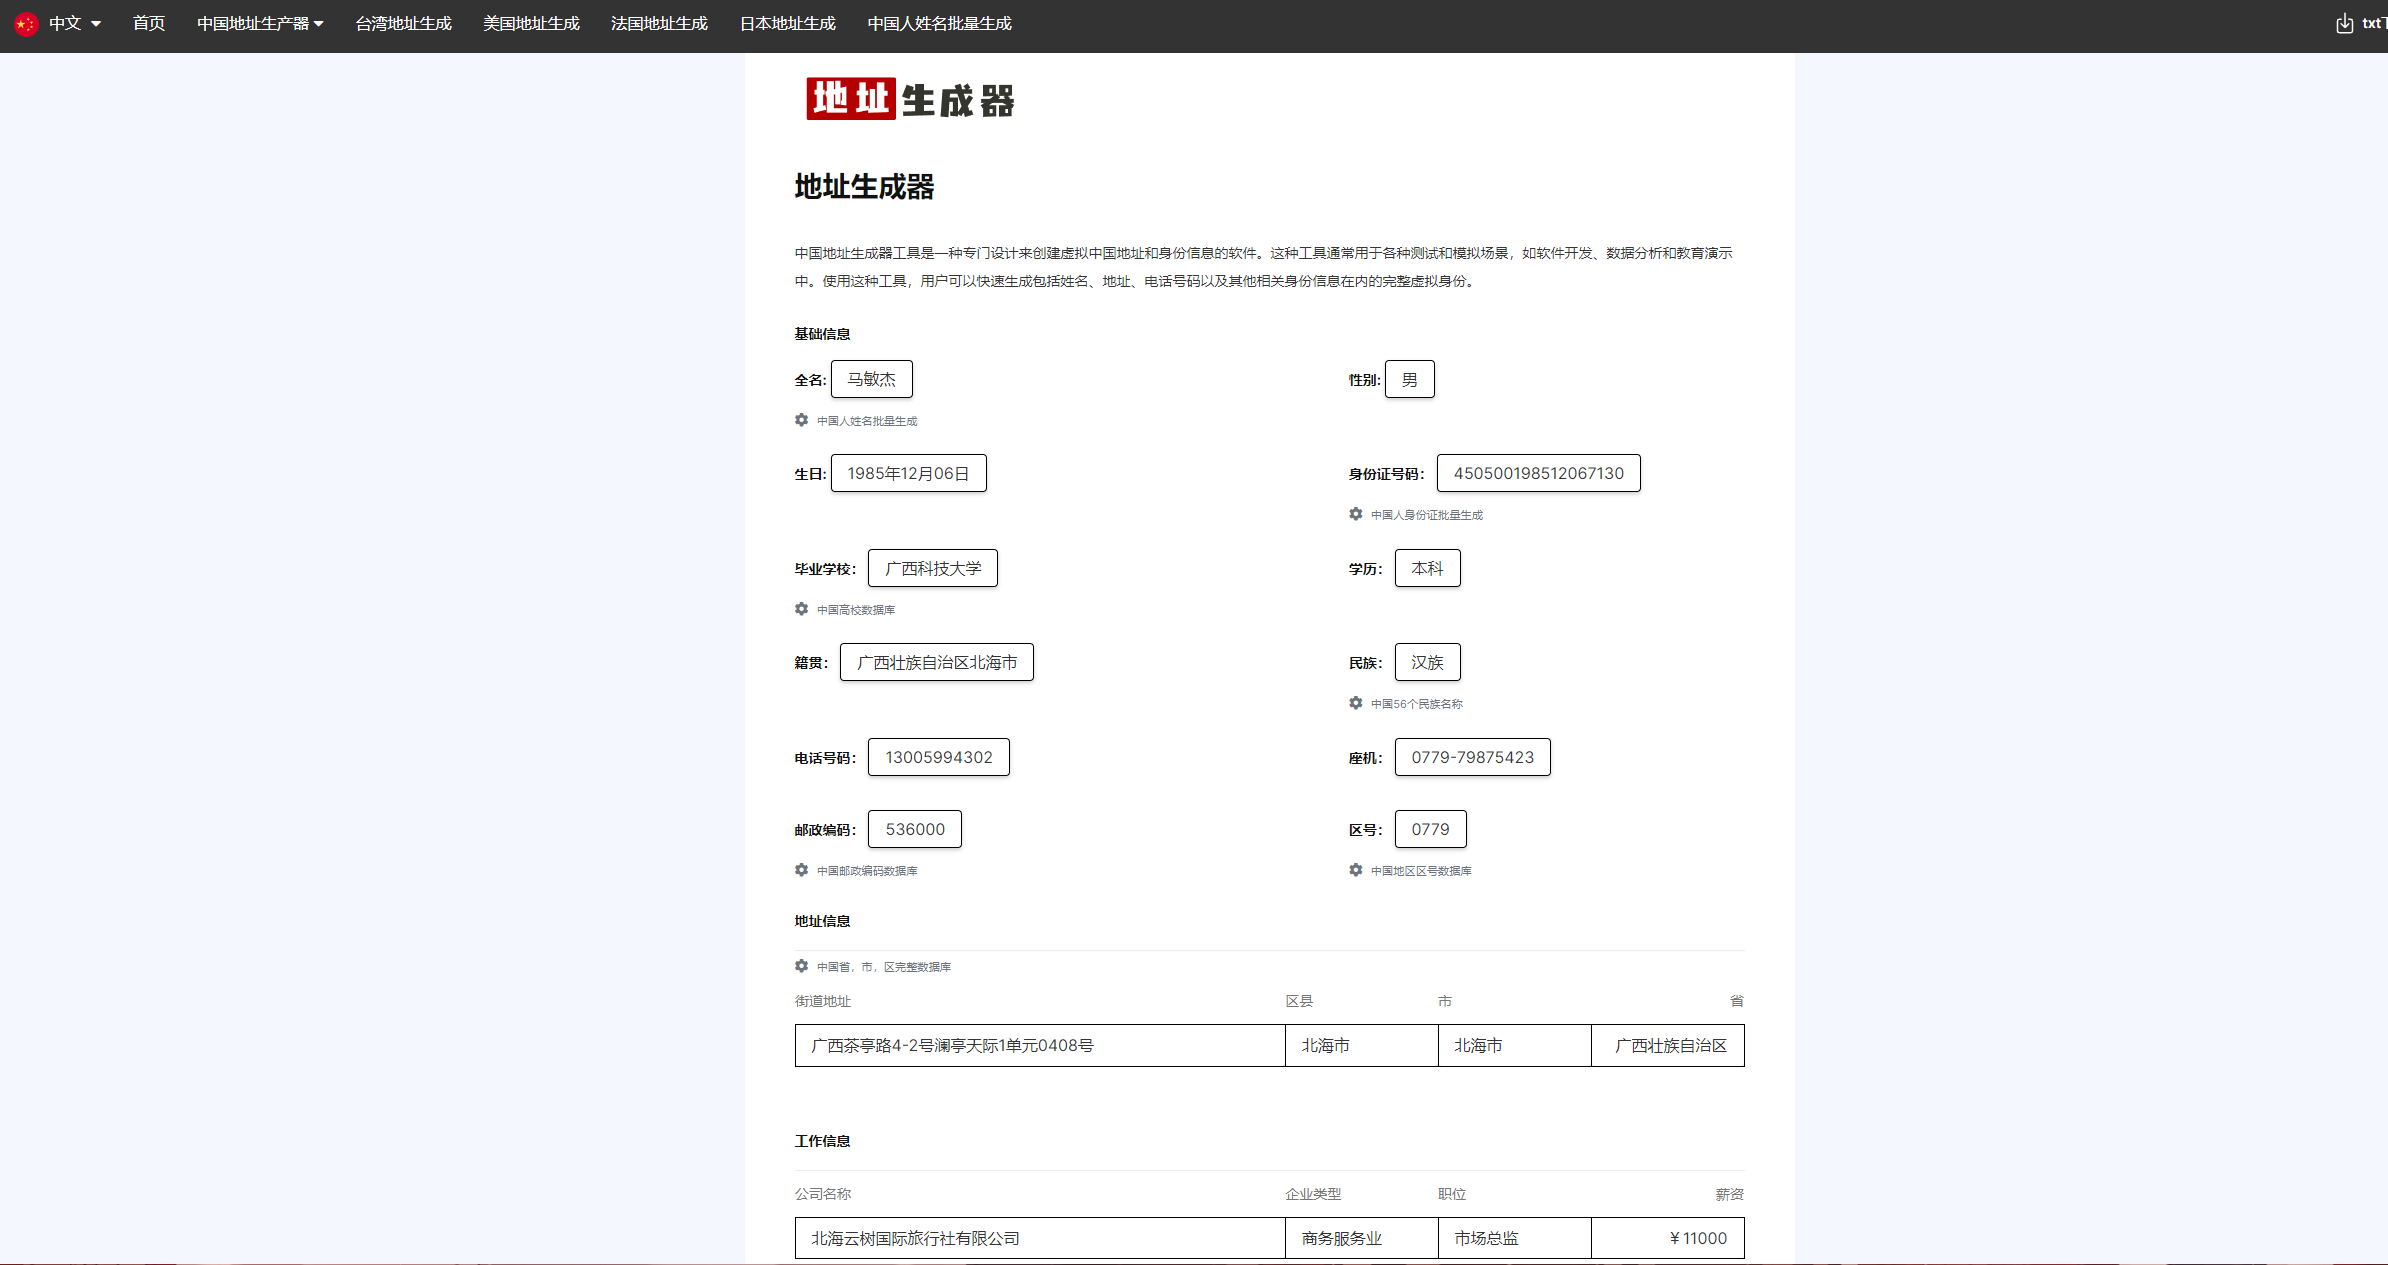 中文 首页 中国地址生产器 台湾地址生成 美国地址生成 法国地址生成 日本地址生成 中国人姓名批量生成 txt
地址生成器
地址生成器
中国地址生成器工具是一种专门设计来创建虚拟中国地址和身份信息的软件。这种工具通常用于各种测试和模拟场景，如软件开发、数据分析和教育演示
中。使用这种工具，用户可以快速生成包括姓名、地址、电话号码以及其他相关身份信息在内的完整虚拟身份。
基础信息
全名: 马敏杰 性别: 男
中国人姓名批量生成
生日: 1985年12月06日 身份证号码： 450500198512067130
中国人身份证批量生成
毕业学校： 广西科技大学 学历： 本科
中国高校数据库
籍贯： 广西壮族自治区北海市 民族： 汉族
中国56个民族名称
电话号码： 13005994302 座机： 0779-79875423
邮政编码： 536000 区号： 0779
中国邮政编码数据库 中国地区区号数据库
地址信息
中国省，市，区完整数据库
街道地址 区县 市 省
广西茶亭路4-2号澜亭天际1单元0408号 北海市 北海市 广西壮族自治区
工作信息
公司名称 企业类型 职位 薪资
北海云树国际旅行社有限公司 商务服务业 市场总监 ￥11000